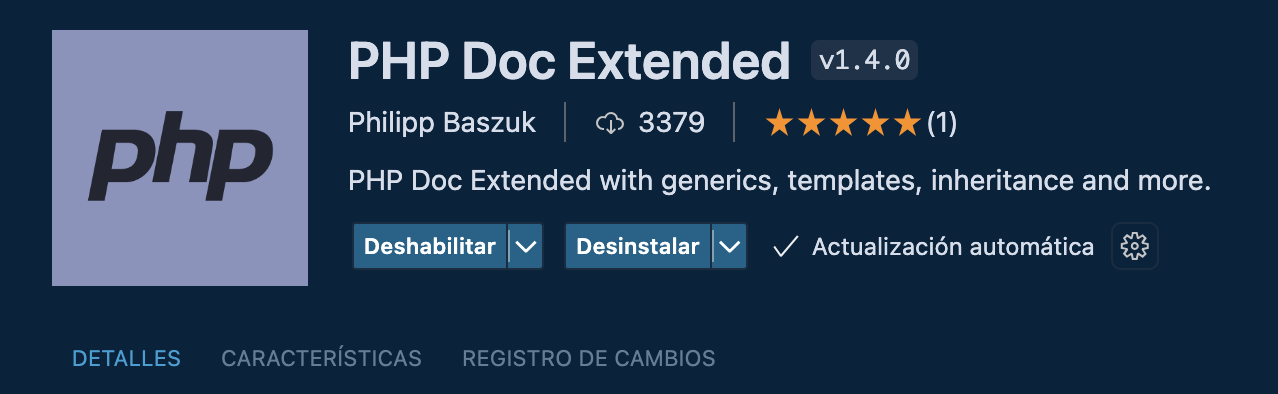 php
PHP Doc Extended v1.4.0
Philipp Baszuk 3379 (1)
PHP Doc Extended with generics, templates, inheritance and more.
Deshabilitar Desinstalar Actualización automática
DETALLES CARACTERÍSTICAS REGISTRO DE CAMBIOS